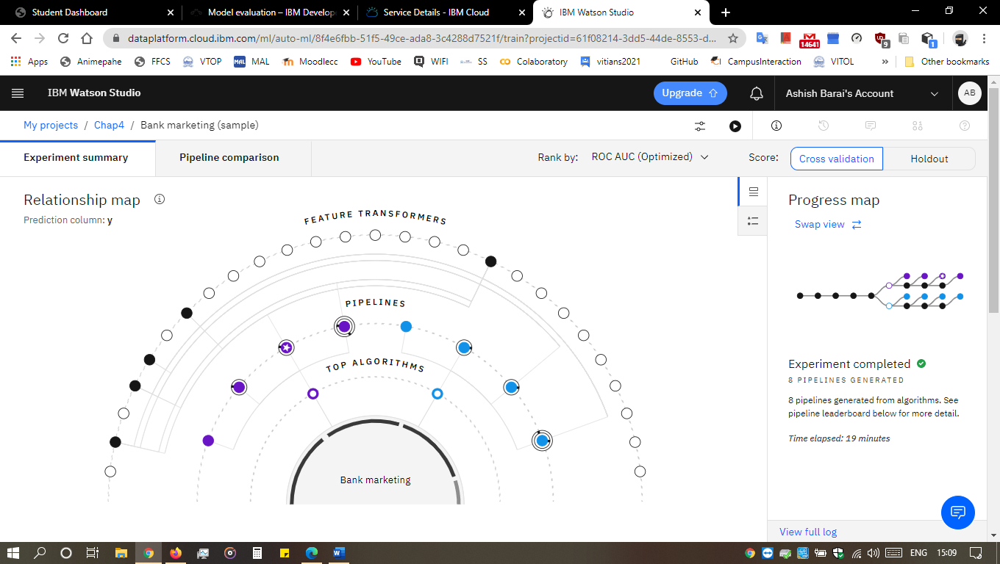 Student Dashboard
Model evaluation – IBM Develop
Service Details - IBM Cloud
IBM Watson Studio
dataplatform.cloud.ibm.com/ml/auto-ml/8f4e6fbb-51f5-49ce-ada8-3c4288d7521f/train?projectid=61f08214-3dd5-44de-8553-d...
14641
9
1
Apps
Animepahe
FFCS
VTOP
MAL
MAL
Moodlecc
YouTube
WIFI
SS
Colaboratory
vitians2021
GitHub
CampusInteraction
VITOL
»
Other bookmarks
IBM Watson Studio
Upgrade
Ashish Barai's Account
AB
My projects / Chap4 / Bank marketing (sample)
Experiment summary
Pipeline comparison
Rank by: ROC AUC (Optimized)
Score: Cross validation Holdout
Relationship map
Prediction column: y
FEATURE TRANSFORMERS
PIPELINES
TOP ALGORITHMS
Bank marketing
Progress map
Swap view
Experiment completed
8 PIPELINES GENERATED
8 pipelines generated from algorithms. See
pipeline leaderboard below for more detail.
Time elapsed: 19 minutes
View full log
ENG
15:09